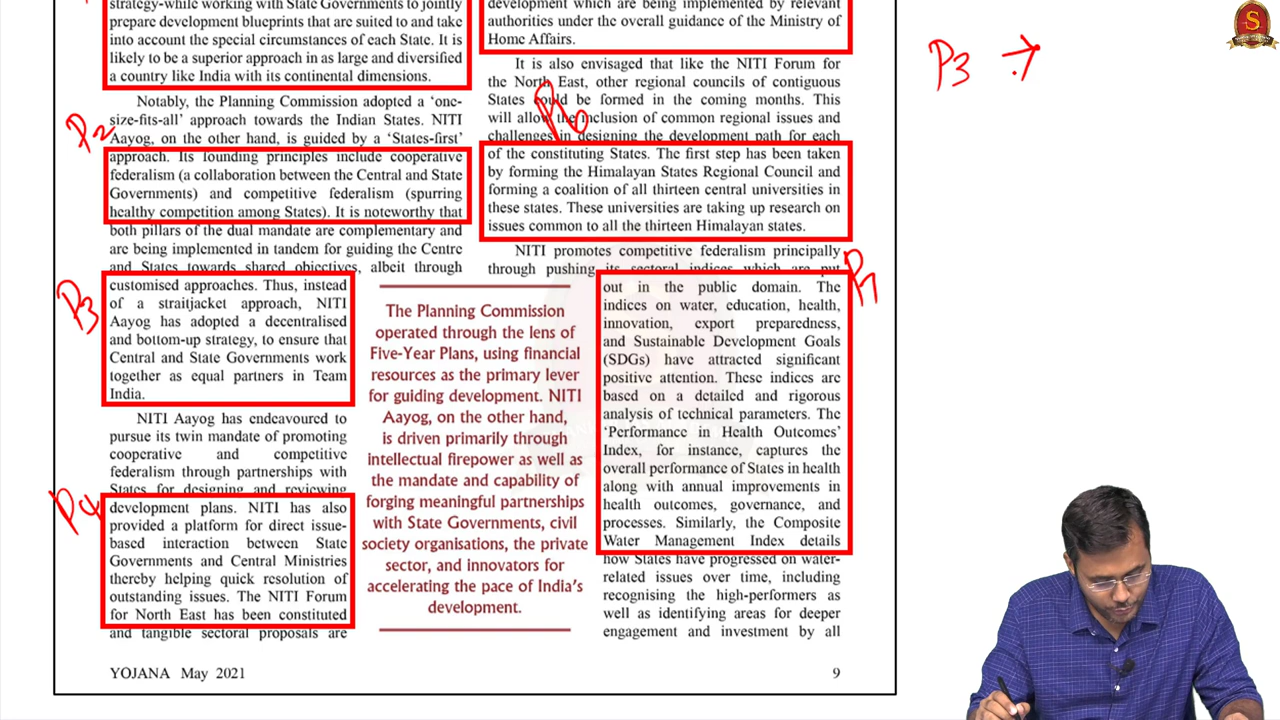 strategy-while working with State Governments to jointly
prepare development blueprints that are suited to and take
into account the special circumstances of each State. It is
likely to be a superior approach in as large and diversified
a country like India with its continental dimensions.
Notably, the Planning Commission adopted a ‘one-
size-fits-all’ approach towards the Indian States. NITI
Aayog, on the other hand, is guided by a ‘States-first’
approach. Its founding principles include cooperative
federalism (a collaboration between the Central and State
Governments) and competitive federalism (spurring
healthy competition among States). It is noteworthy that
both pillars of the dual mandate are complementary and
are being implemented in tandem for guiding the Centre
and States towards shared objectives, albeit through
customised approaches. Thus, instead
of a straitjacket approach, NITI
Aayog has adopted a decentralised
and bottom-up strategy, to ensure that
Central and State Governments work
together as equal partners in Team
India.
NITI Aayog has endeavoured to
pursue its twin mandate of promoting
cooperative and competitive
federalism through partnerships with
States for designing and reviewing
development plans. NITI has also
provided a platform for direct issue-
based interaction between State
Governments and Central Ministries
thereby helping quick resolution of
outstanding issues. The NITI Forum
for North East has been constituted
and tangible sectoral proposals are
The Planning Commission
operated through the lens of
Five-Year Plans, using financial
resources as the primary lever
for guiding development. NITI
Aayog, on the other hand,
is driven primarily through
intellectual firepower as well as
the mandate and capability of
forging meaningful partnerships
with State Governments, civil
society organisations, the private
sector, and innovators for
accelerating the pace of India’s
development.
development which are being implemented by relevant
authorities under the overall guidance of the Ministry of
Home Affairs.
It is also envisaged that like the NITI Forum for
the North East, other regional councils of contiguous
States could be formed in the coming months. This
will allow the inclusion of common regional issues and
challenges in designing the development path for each
of the constituting States. The first step has been taken
by forming the Himalayan States Regional Council and
forming a coalition of all thirteen central universities in
these states. These universities are taking up research on
issues common to all the thirteen Himalayan states.
NITI promotes competitive federalism principally
through pushing its sectoral indices which are put
out in the public domain. The
indices on water, education, health,
innovation, export preparedness,
and Sustainable Development Goals
(SDGs) have attracted significant
positive attention. These indices are
based on a detailed and rigorous
analysis of technical parameters. The
‘Performance in Health Outcomes’
Index, for instance, captures the
overall performance of States in health
along with annual improvements in
health outcomes, governance, and
processes. Similarly, the Composite
Water Management Index details
how States have progressed on water-
related issues over time, including
recognising the high-performers as
well as identifying areas for deeper
engagement and investment by all
YOJANA May 2021
9
P2
P3
P4
P6
P7
P3 →
S